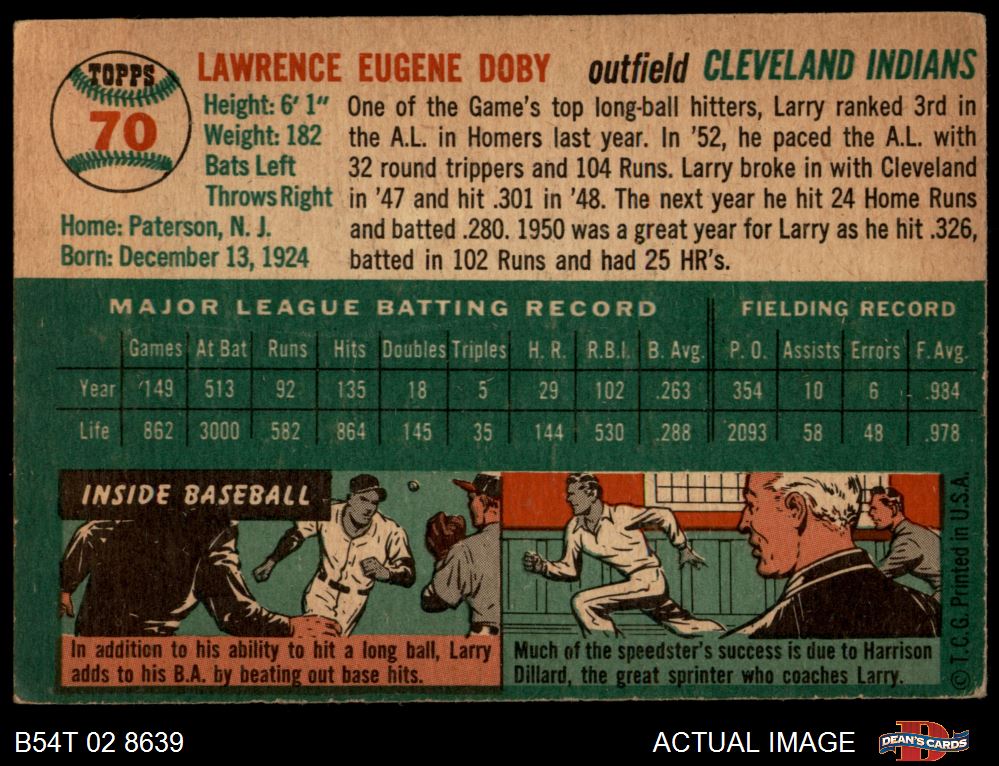 TOPPS
70
LAWRENCE EUGENE DOBY outfield CLEVELAND INDIANS
Height: 6' 1"
Weight: 182
Bats Left
Throws Right
Home: Paterson, N. J.
Born: December 13, 1924
One of the Game's top long-ball hitters, Larry ranked 3rd in
the A.L. in Homers last year. In '52, he paced the A.L. with
32 round trippers and 104 Runs. Larry broke in with Cleveland
in '47 and hit .301 in '48. The next year he hit 24 Home Runs
and batted .280. 1950 was a great year for Larry as he hit .326,
batted in 102 Runs and had 25 HR's.
MAJOR LEAGUE BATTING RECORD FIELDING RECORD
Games At Bat Runs Hits Doubles Triples H. R. R.B.I. B. Avg. P. O. Assists Errors F. Avg.
Year 149 513 92 135 18 5 29 102 .263 354 10 6 .984
Life 862 3000 582 864 145 35 144 530 .288 2093 58 48 .978
INSIDE BASEBALL
In addition to his ability to hit a long ball, Larry
adds to his B.A. by beating out base hits.
Much of the speedster's success is due to Harrison
Dillard, the great sprinter who coaches Larry.
© T.C.G. Printed in U.S.A.
B54T 02 8639
ACTUAL IMAGE
D
DEAN'S CARDS